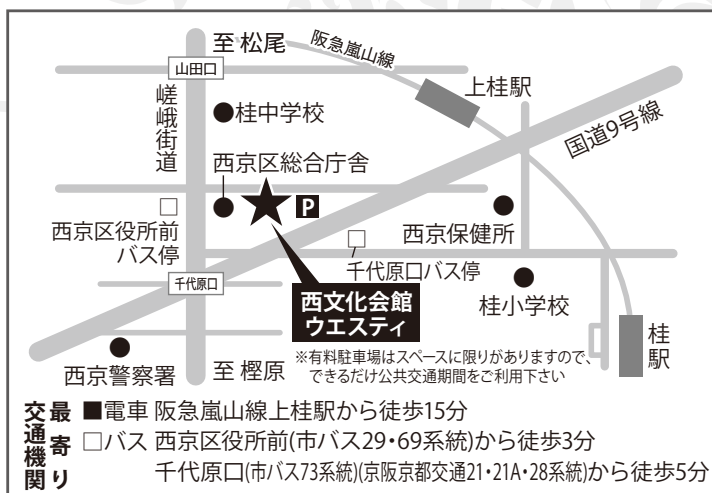 至松尾
阪急嵐山線
山田口
上桂駅
嵯峨街道
桂中学校
国道9号線
西京区総合庁舎
P
西京区役所前
バス停
西京保健所
千代原口バス停
千代原口
西文化会館
ウエスティ
桂小学校
桂駅
※有料駐車場はスペースに限りがありますので、
できるだけ公共交通期間をご利用下さい
西京警察署
至樫原
最寄り
交通機関
■電車 阪急嵐山線上桂駅から徒歩15分
□バス 西京区役所前(市バス29・69系統)から徒歩3分
千代原口(市バス73系統)(京阪京都交通21・21A・28系統)から徒歩5分